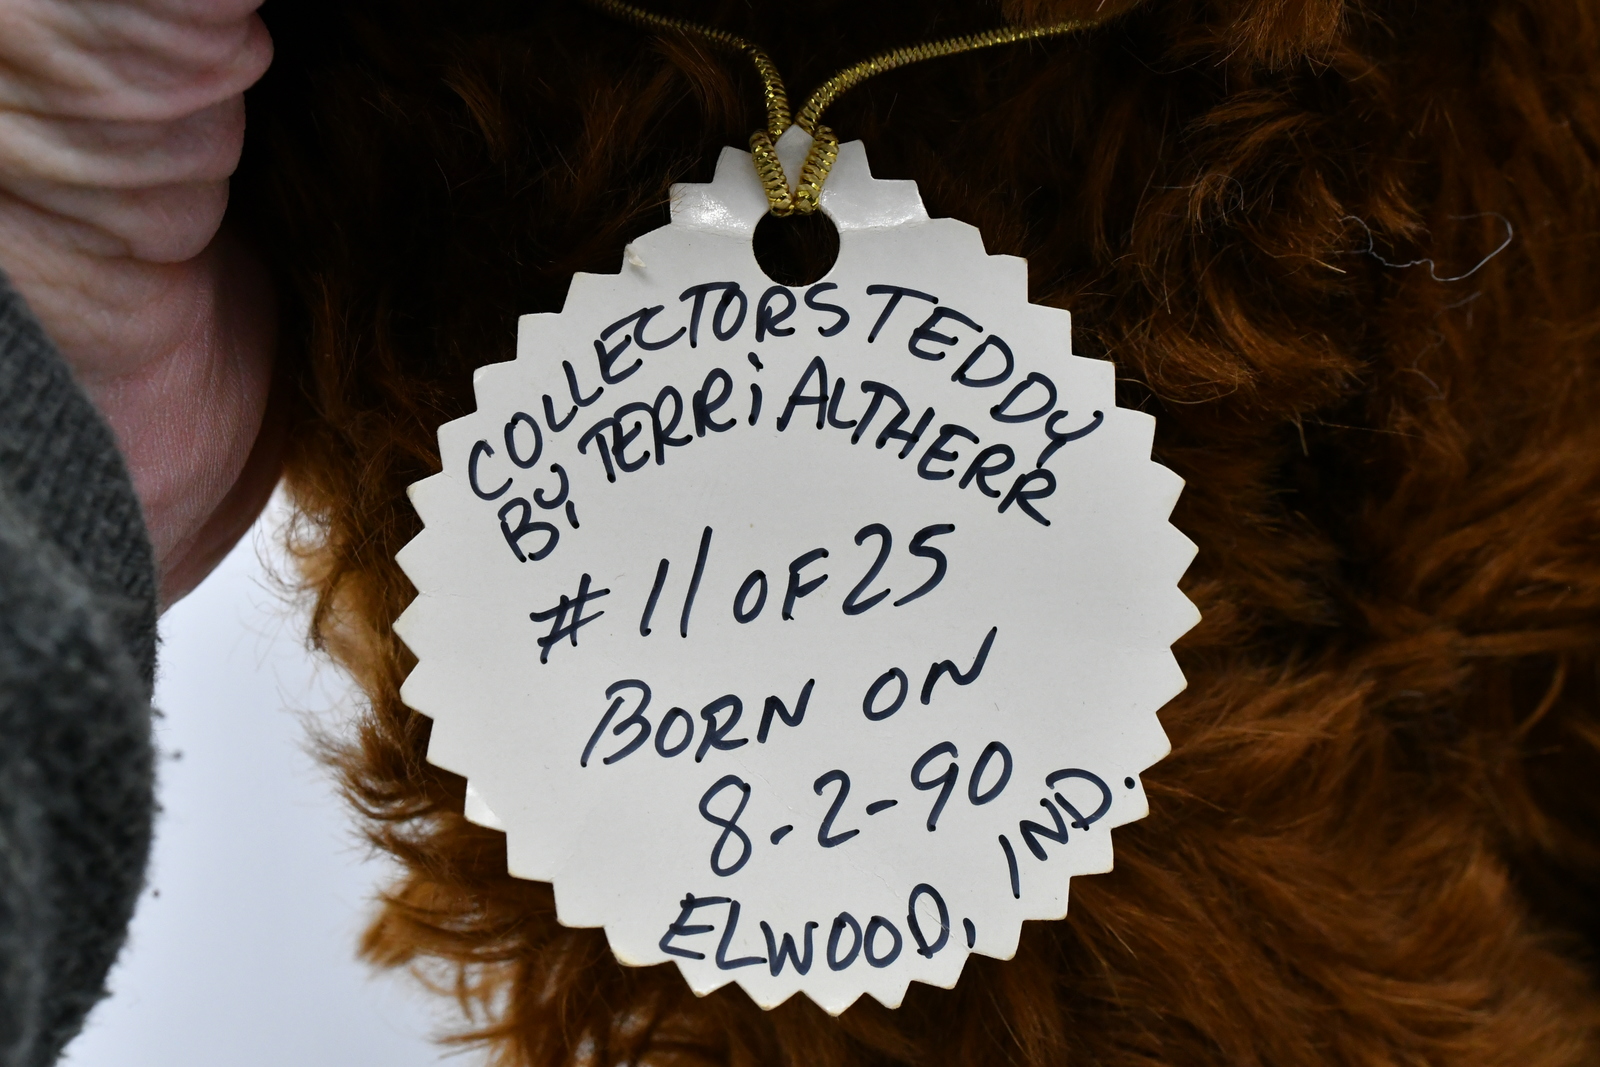 COLLECTORS TEDDY
By TERRi ALTHERR
# 11 OF 25
BORN ON
8-2-90
ELWOOD, IND.